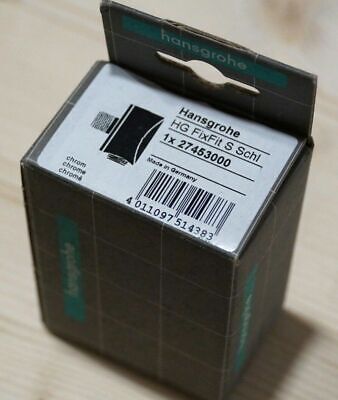 hansgrohe
Hansgrohe
HG FixFit S Schl
1x 27453000
Made in Germany
chrom
chrome
chromé
4 011097 514383
hansgrohe